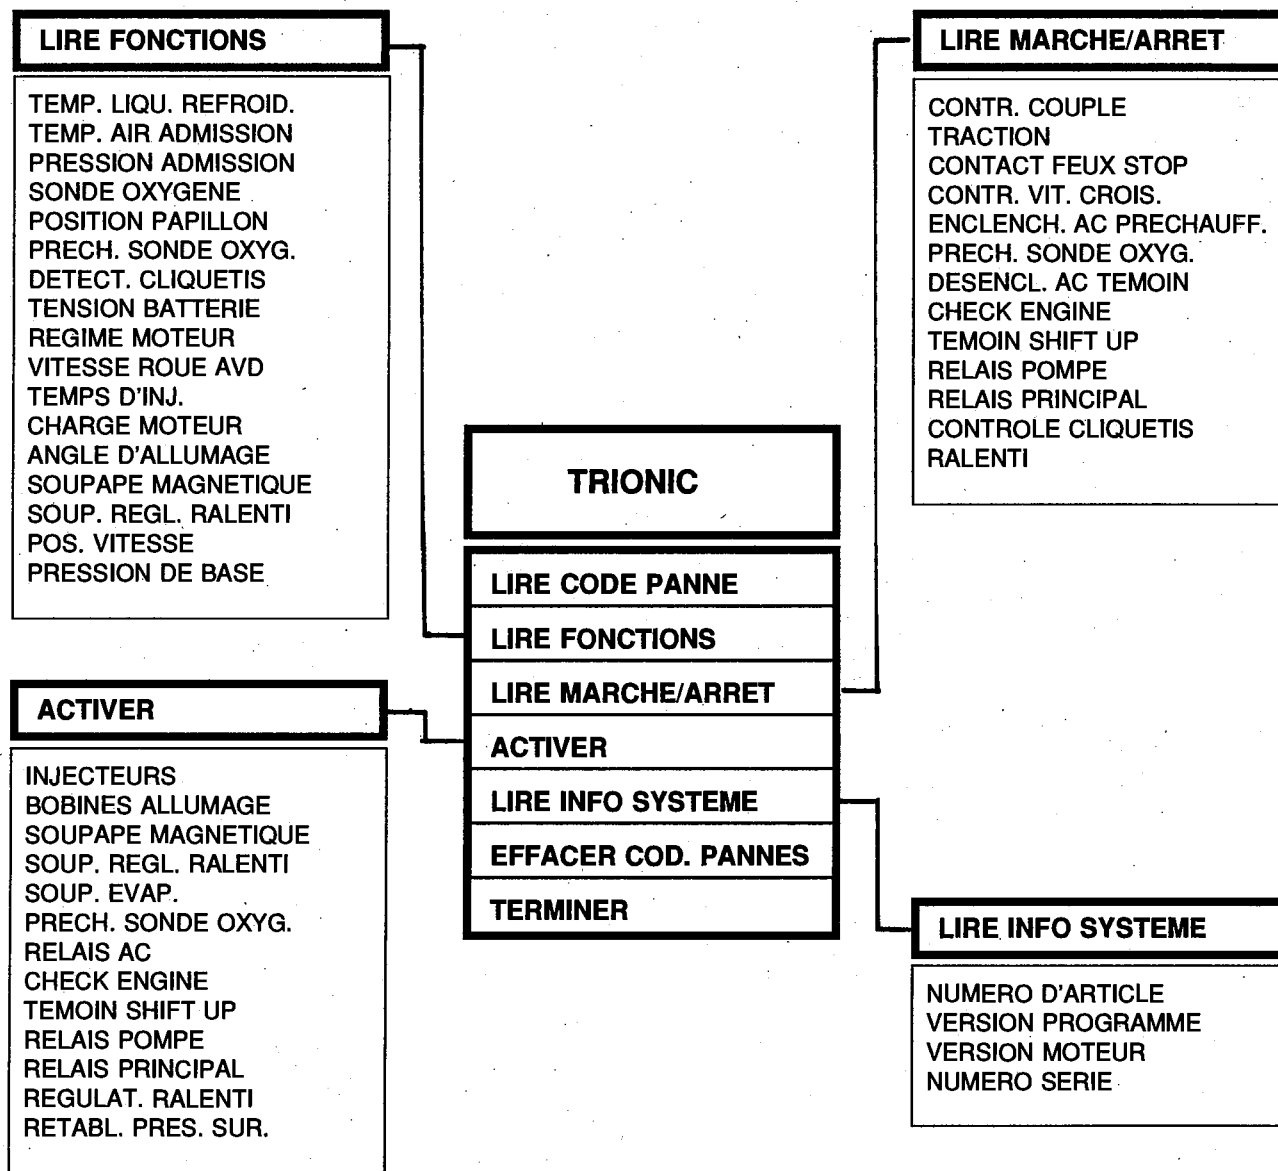 LIRE FONCTIONS
TEMP. LIQU. REFROID.
TEMP. AIR ADMISSION
PRESSION ADMISSION
SONDE OXYGENE
POSITION PAPILLON
PRECH. SONDE OXYG.
DETECT. CLIQUETIS
TENSION BATTERIE
REGIME MOTEUR
VITESSE ROUE AVD
TEMPS D'INJ.
CHARGE MOTEUR
ANGLE D'ALLUMAGE
SOUPAPE MAGNETIQUE
SOUP. REGL. RALENTI
POS. VITESSE
PRESSION DE BASE
ACTIVER
INJECTEURS
BOBINES ALLUMAGE
SOUPAPE MAGNETIQUE
SOUP. REGL. RALENTI
SOUP. EVAP.
PRECH. SONDE OXYG.
RELAIS AC
CHECK ENGINE
TEMOIN SHIFT UP
RELAIS POMPE
RELAIS PRINCIPAL
REGULAT. RALENTI
RETABL. PRES. SUR.
TRIONIC
LIRE CODE PANNE
LIRE FONCTIONS
LIRE MARCHE/ARRET
ACTIVER
LIRE INFO SYSTEME
EFFACER COD. PANNES
TERMINER
LIRE MARCHE/ARRET
CONTR. COUPLE
TRACTION
CONTACT FEUX STOP
CONTR. VIT. CROIS.
ENCLENCH. AC PRECHAUFF.
PRECH. SONDE OXYG.
DESENCL. AC TEMOIN
CHECK ENGINE
TEMOIN SHIFT UP
RELAIS POMPE
RELAIS PRINCIPAL
CONTROLE CLIQUETIS
RALENTI
LIRE INFO SYSTEME
NUMERO D'ARTICLE
VERSION PROGRAMME
VERSION MOTEUR
NUMERO SERIE